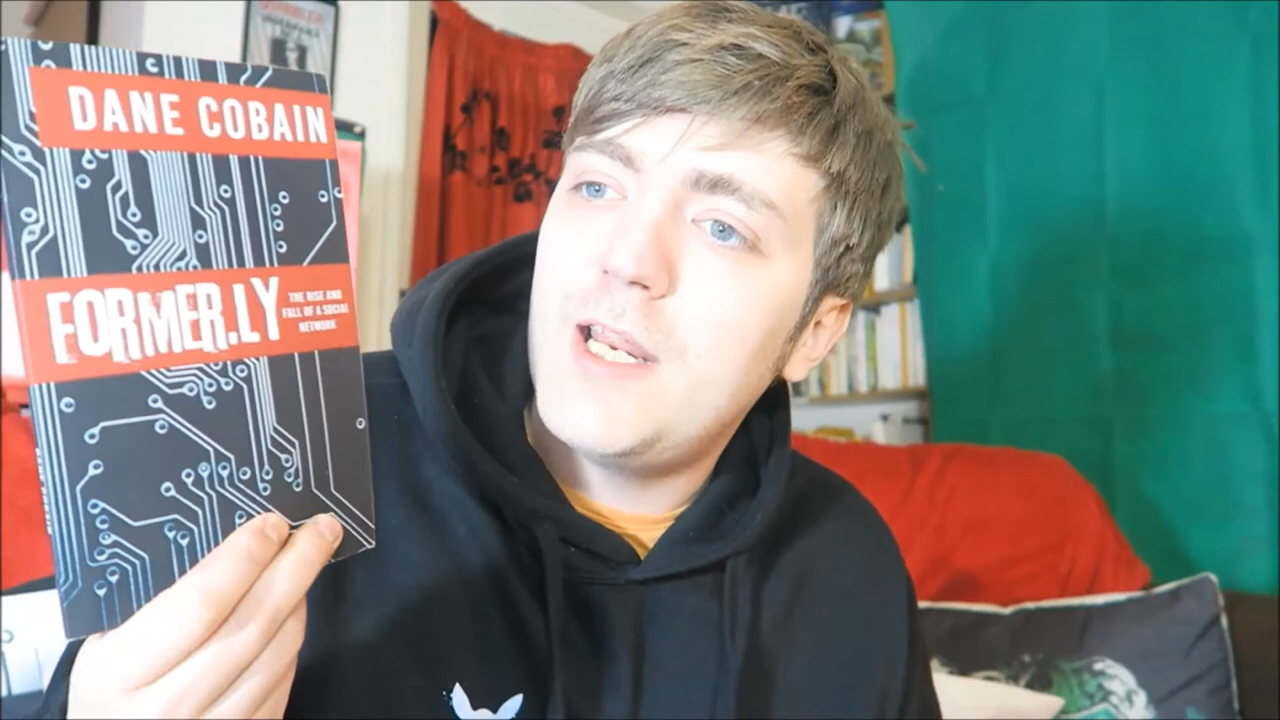 DANE COBAIN
FORMER.LY
THE RISE AND
FALL OF A SOCIAL
NETWORK